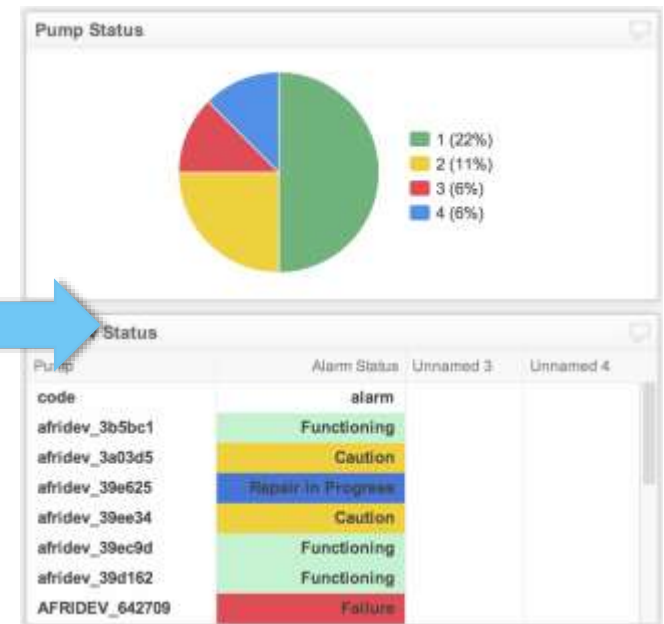 Pump Status
1 (22%)
2 (11%)
3 (6%)
4 (6%)
Status
Pump Alarm Status Unnamed 3 Unnamed 4
code alarm
afridev_3b5bc1 Functioning
afridev_3a03d5 Caution
afridev_39e625 Repair In Progress
afridev_39ee34 Caution
afridev_39ec9d Functioning
afridev_39d162 Functioning
AFRIDEV_642709 Failure